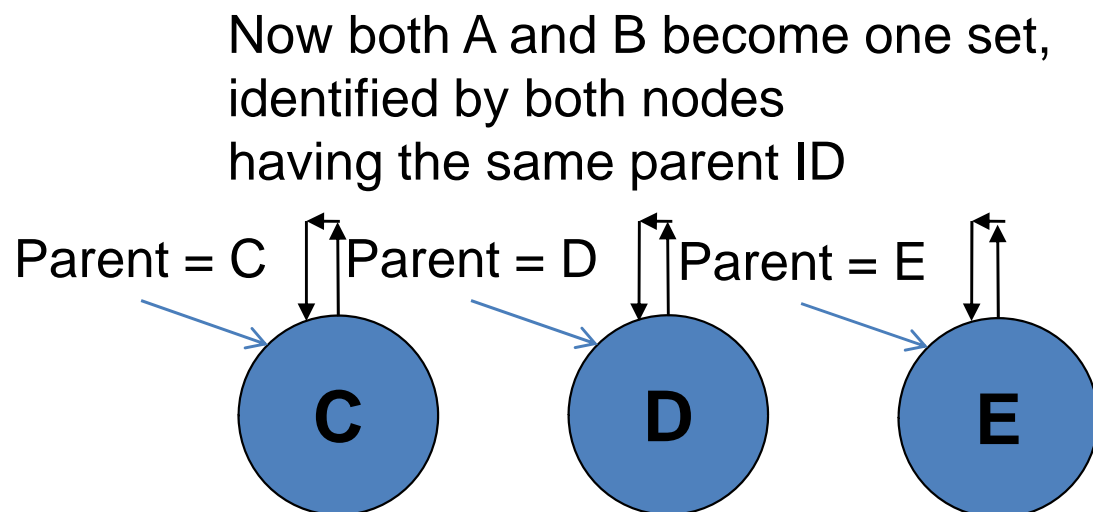 Now both A and B become one set,
identified by both nodes
having the same parent ID
Parent = C
Parent = D
Parent = E
C
D
E